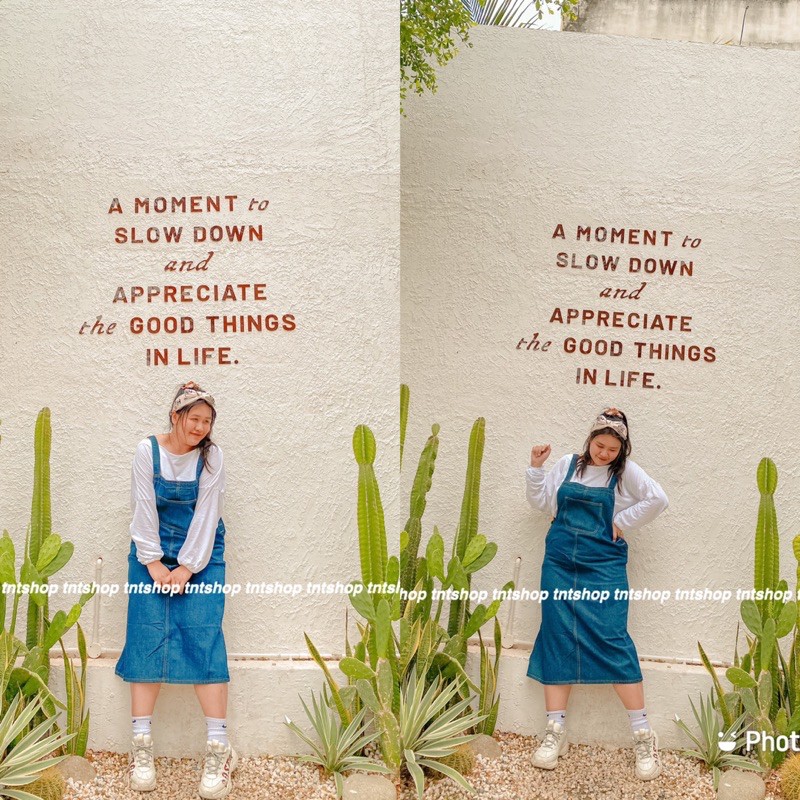 A MOMENT to
SLOW DOWN
and
APPRECIATE
the GOOD THINGS
IN LIFE.
A MOMENT to
SLOW DOWN
and
APPRECIATE
the GOOD THINGS
IN LIFE.
tntshop tntshop tntshop tntshop tntshop tntshop tntshop tntshop tntshop tntshop tntshop tntshop
Phot